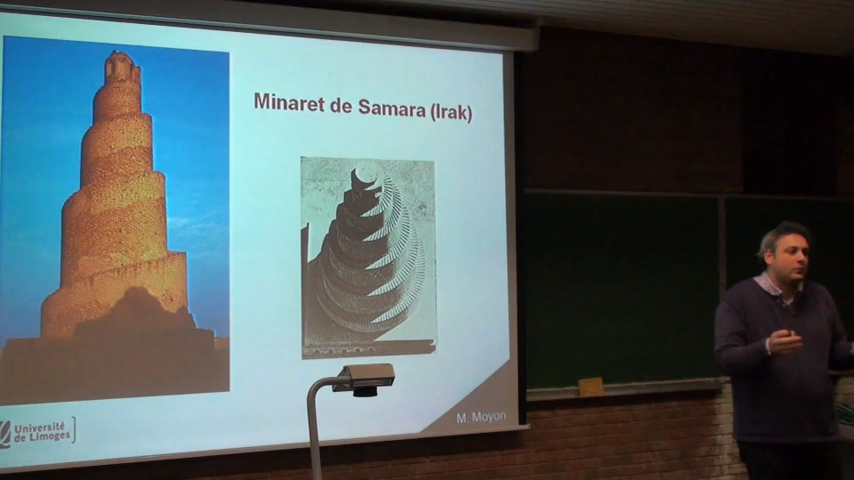 Minaret de Samara (Irak)
Université
de Limoges
M. Moyon